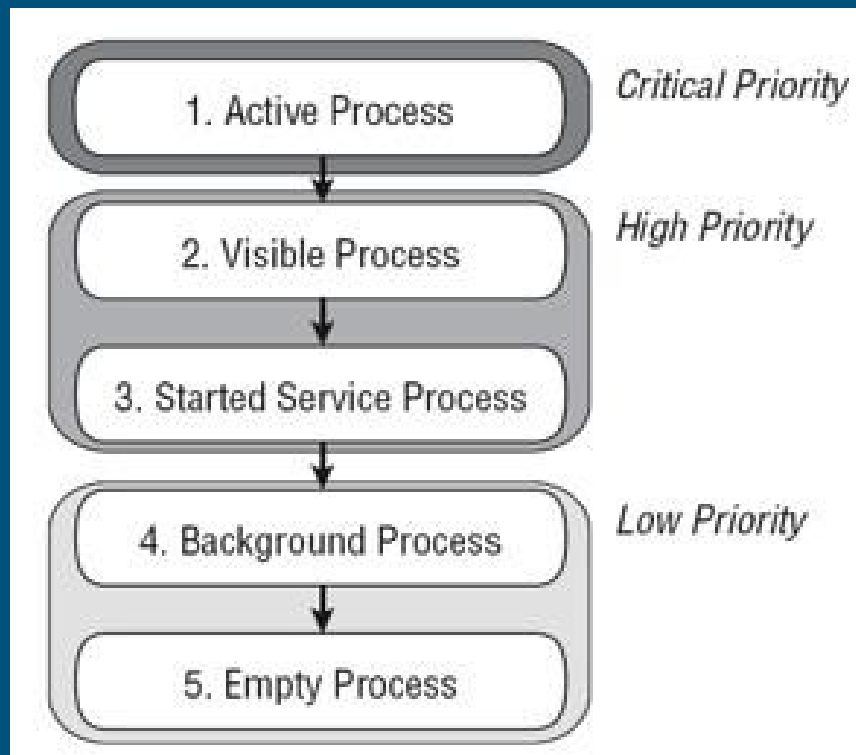 1. Active Process
Critical Priority
2. Visible Process
High Priority
3. Started Service Process
4. Background Process
Low Priority
5. Empty Process